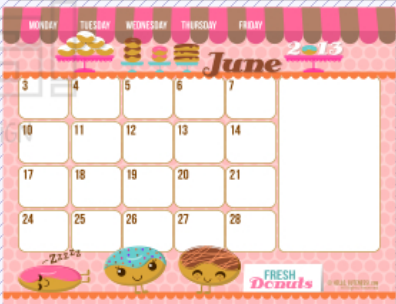 MONDAY TUESDAY WEDNESDAY THURSDAY FRIDAY
June 2013
3 4 5 6 7
10 11 12 13 14
17 18 19 20 21
24 25 26 27 28
-Zzzzz
FRESH
Donuts